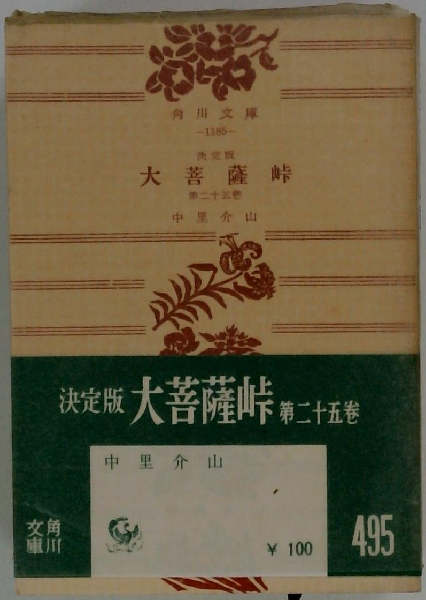 角川文庫
—1185—
決定版
大菩薩峠
第二十五巻
中里介山
決定版 大菩薩峠 第二十五巻
中里介山
角川文庫
¥ 100
495